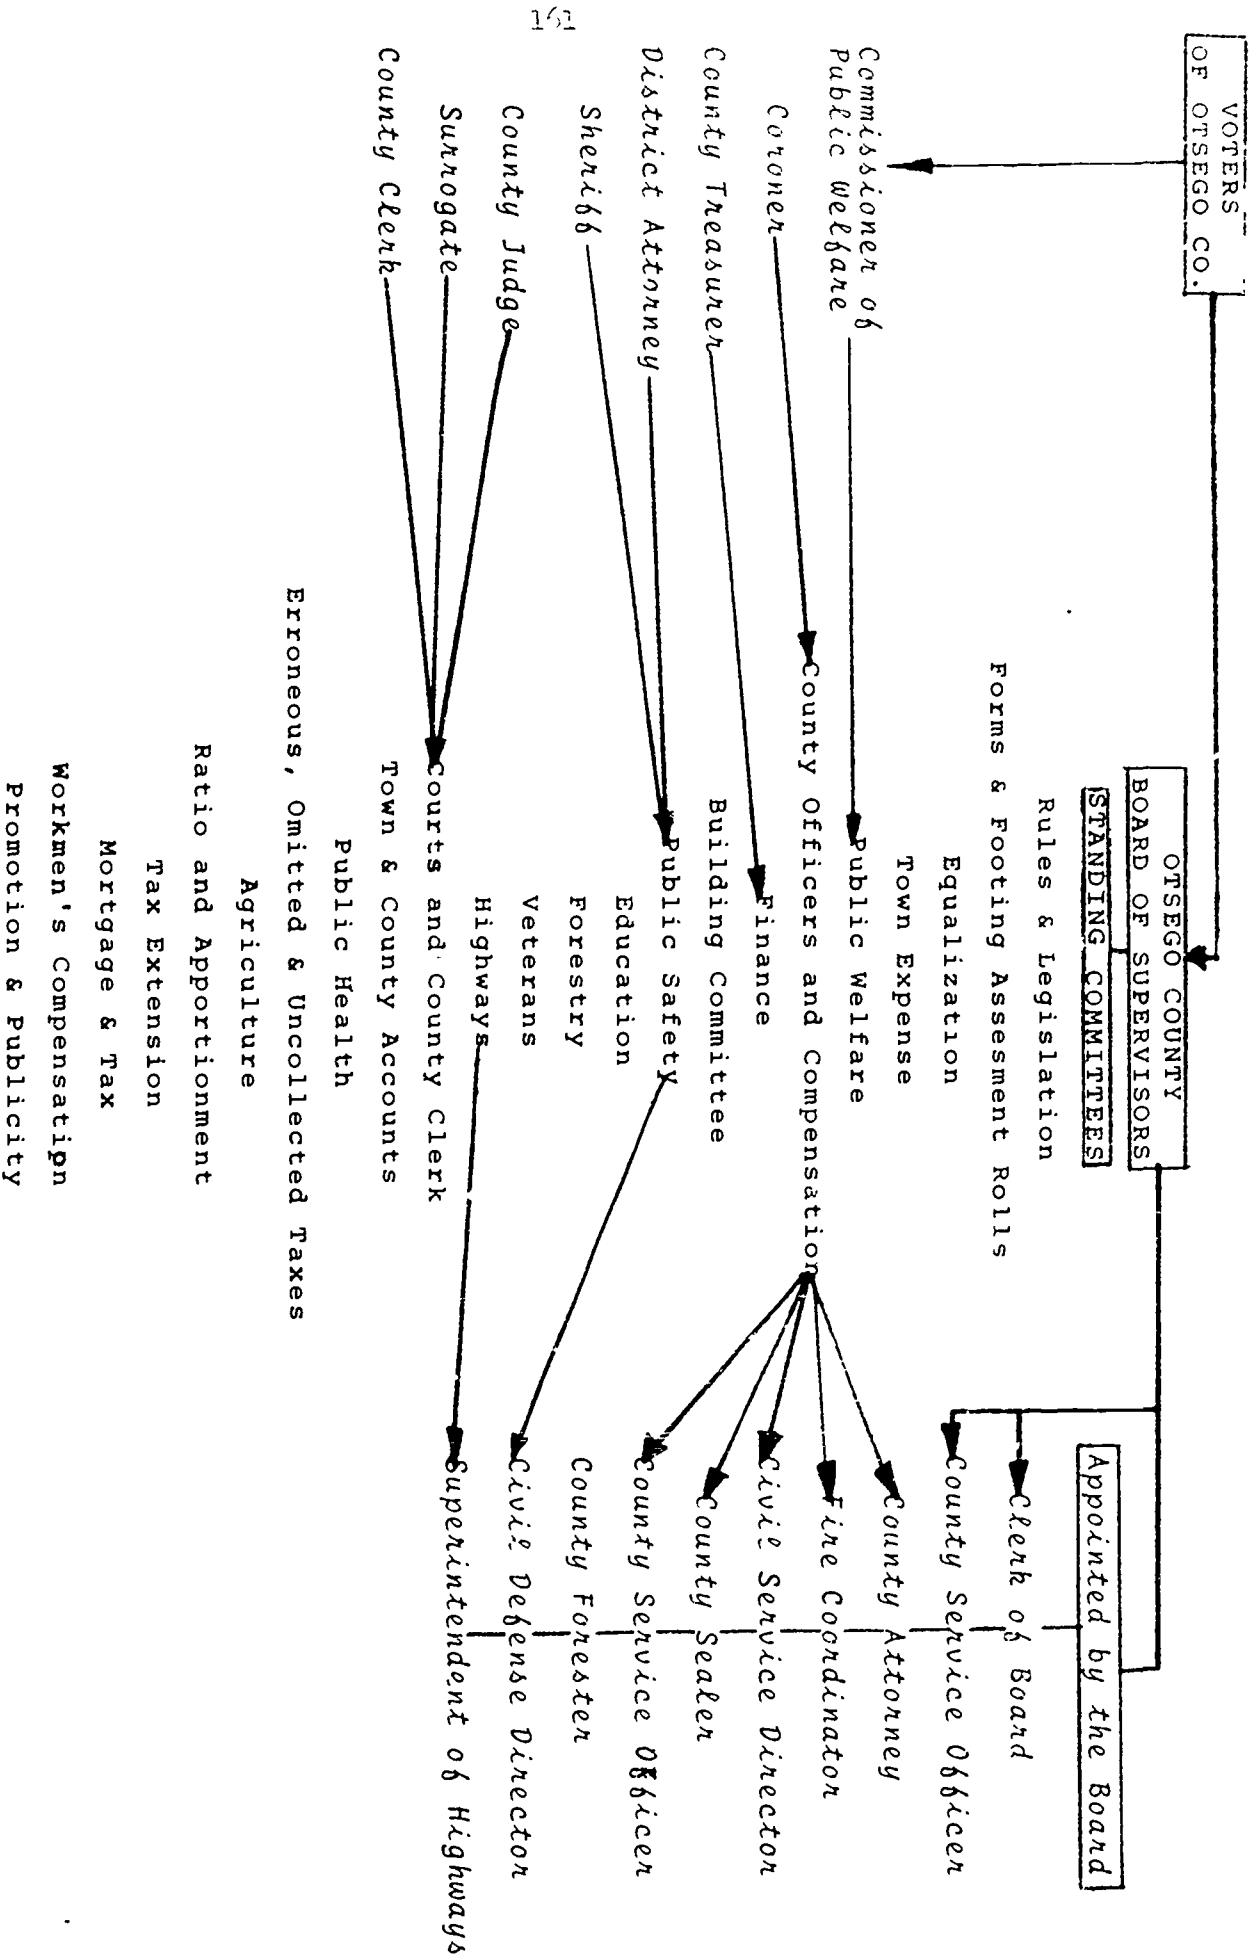 VOTERS
OF OTSEGO CO.
Commissioner of
Public Welfare
Coroner
County Treasurer
District Attorney
Sheriff
County Judge
Surrogate
County Clerk
OTSEGO COUNTY
BOARD OF SUPERVISORS
STANDING COMMITTEES
Rules & Legislation
Forms & Footing Assesment Rolls
Equalization
Town Expense
Public Welfare
County Officers and Compensation
Finance
Building Committee
Public Safety
Education
Forestry
Veterans
Highways
Courts and County Clerk
Town & County Accounts
Public Health
Erroneous, Omitted & Uncollected Taxes
Agriculture
Ratio and Apportionment
Tax Extension
Mortgage & Tax
Workmen's Compensation
Promotion & Publicity
Appointed by the Board
Clerk of Board
County Service Officer
County Attorney
Fire Coordinator
Civil Service Director
County Sealer
County Service Officer
County Forester
Civil Defense Director
Superintendent of Highways
161